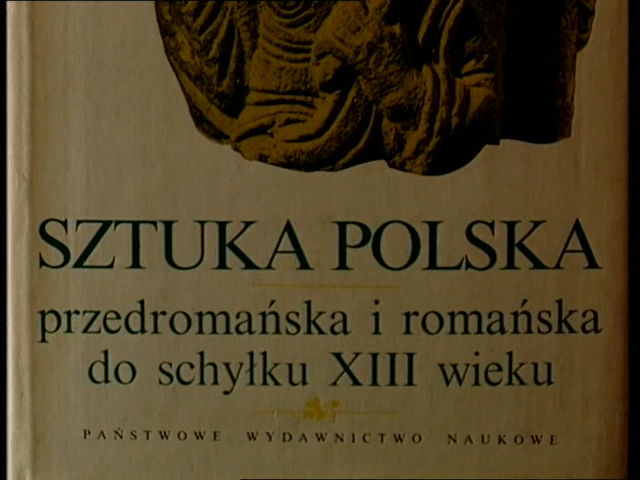 SZTUKA POLSKA
przedromańska i romańska
do schyłku XIII wieku
PAŃSTWOWE WYDAWNICTWO NAUKOWE